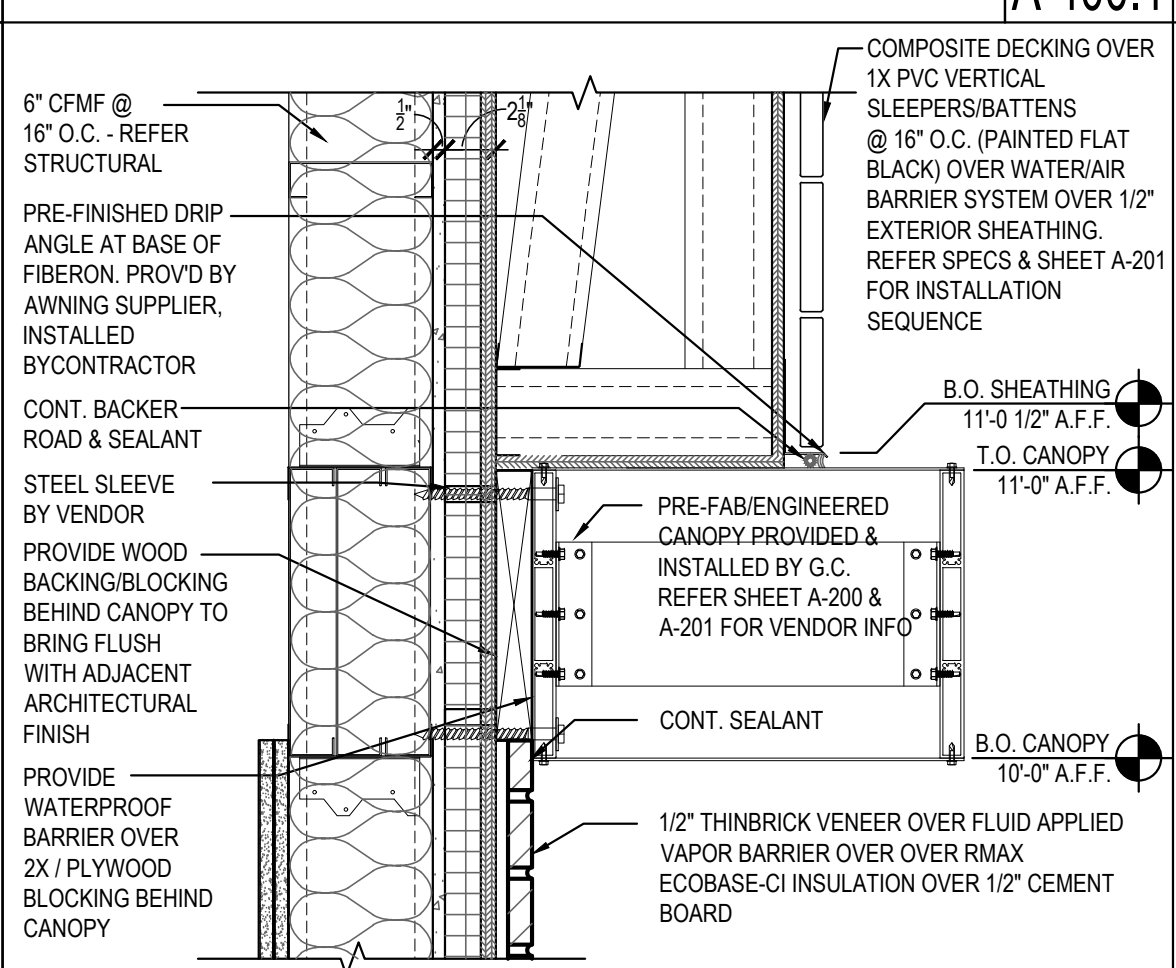 6" CFMF @
16" O.C. - REFER
STRUCTURAL
PRE-FINISHED DRIP
ANGLE AT BASE OF
FIBERON. PROV'D BY
AWNING SUPPLIER,
INSTALLED
BYCONTRACTOR
CONT. BACKER
ROAD & SEALANT
STEEL SLEEVE
BY VENDOR
PROVIDE WOOD
BACKING/BLOCKING
BEHIND CANOPY TO
BRING FLUSH
WITH ADJACENT
ARCHITECTURAL
FINISH
PROVIDE
WATERPROOF
BARRIER OVER
2X / PLYWOOD
BLOCKING BEHIND
CANOPY
1/2"
2 1/8"
COMPOSITE DECKING OVER
1X PVC VERTICAL
SLEEPERS/BATTENS
@ 16" O.C. (PAINTED FLAT
BLACK) OVER WATER/AIR
BARRIER SYSTEM OVER 1/2"
EXTERIOR SHEATHING.
REFER SPECS & SHEET A-201
FOR INSTALLATION
SEQUENCE
B.O. SHEATHING
11'-0 1/2" A.F.F.
T.O. CANOPY
11'-0" A.F.F.
PRE-FAB/ENGINEERED
CANOPY PROVIDED &
INSTALLED BY G.C.
REFER SHEET A-200 &
A-201 FOR VENDOR INFO
CONT. SEALANT
B.O. CANOPY
10'-0" A.F.F.
1/2" THINBRICK VENEER OVER FLUID APPLIED
VAPOR BARRIER OVER OVER RMAX
ECOBASE-CI INSULATION OVER 1/2" CEMENT
BOARD